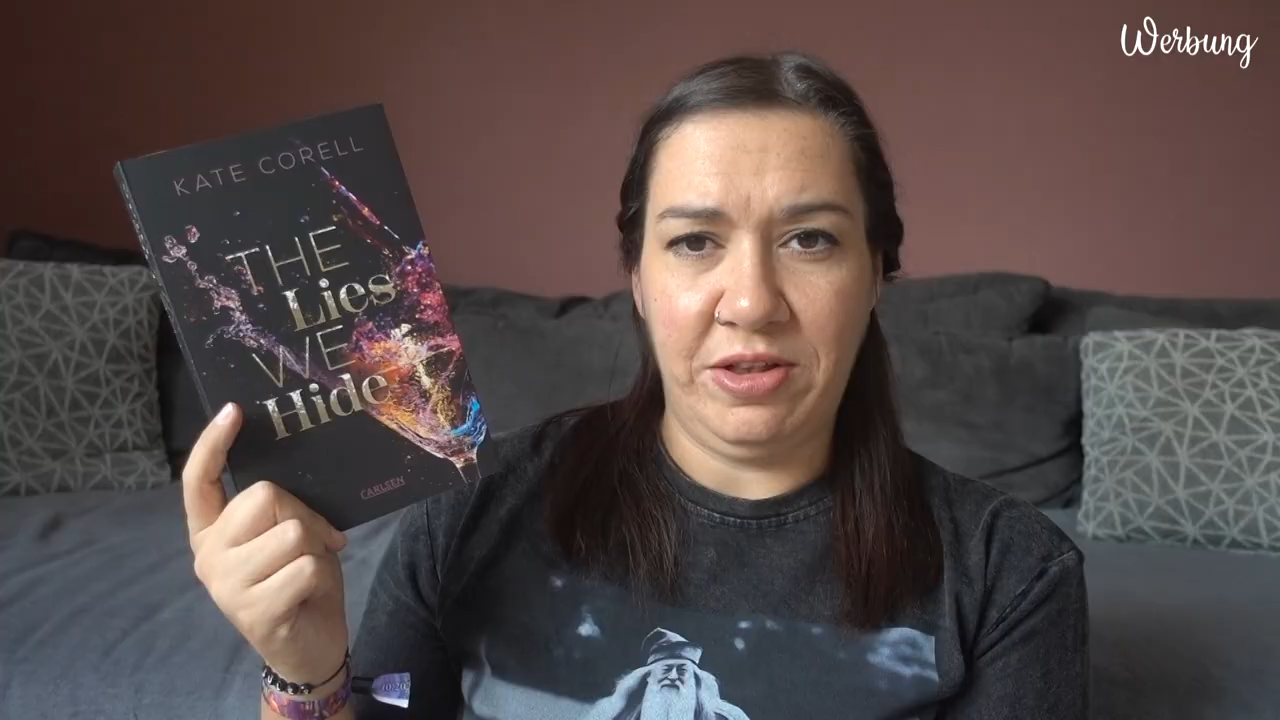 Werbung
KATE CORELL
THE
Lies
WE
Hide
CARLSEN